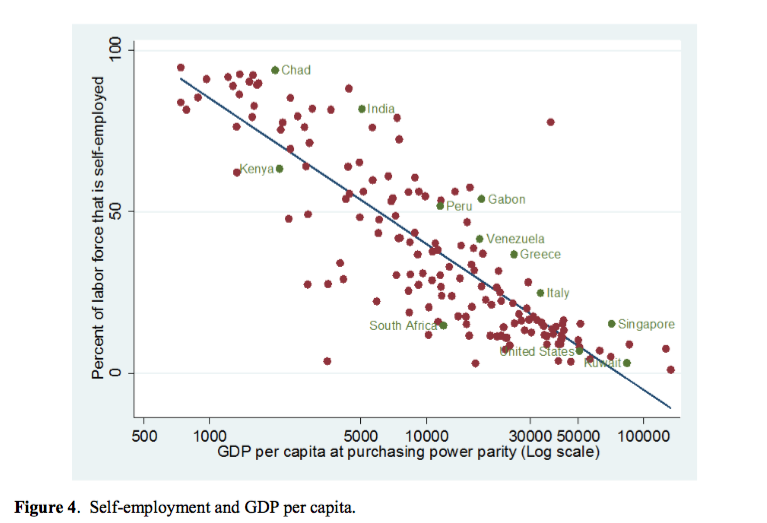 Percent of labor force that is self-employed
100
50
0
Chad
India
Kenya
Gabon
Peru
Venezuela
Greece
Italy
South Africa
Singapore
United States
Kuwait
500 1000 5000 10000 30000 50000 100000
GDP per capita at purchasing power parity (Log scale)
Figure 4. Self-employment and GDP per capita.